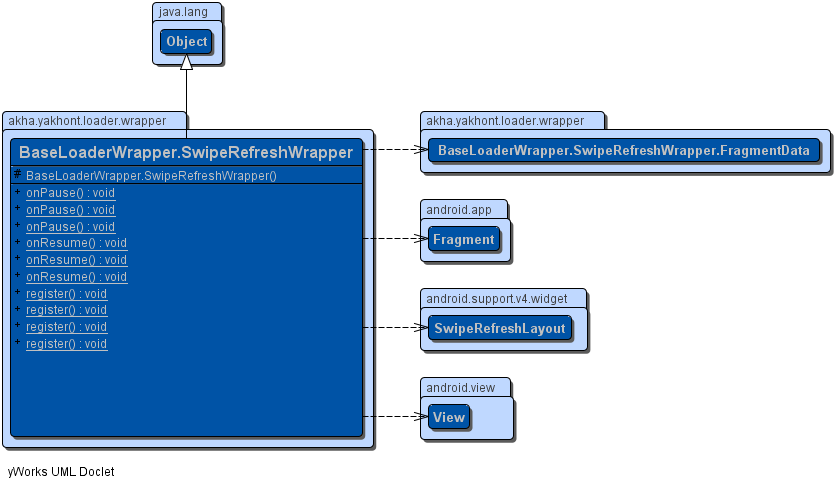 java.lang
Object
akha.yakhont.loader.wrapper
BaseLoaderWrapper.SwipeRefreshWrapper
# BaseLoaderWrapper.SwipeRefreshWrapper()
+ onPause() : void
+ onPause() : void
+ onPause() : void
+ onResume() : void
+ onResume() : void
+ onResume() : void
+ register() : void
+ register() : void
+ register() : void
+ register() : void
akha.yakhont.loader.wrapper
BaseLoaderWrapper.SwipeRefreshWrapper.FragmentData
android.app
Fragment
android.support.v4.widget
SwipeRefreshLayout
android.view
View
yWorks UML Doclet